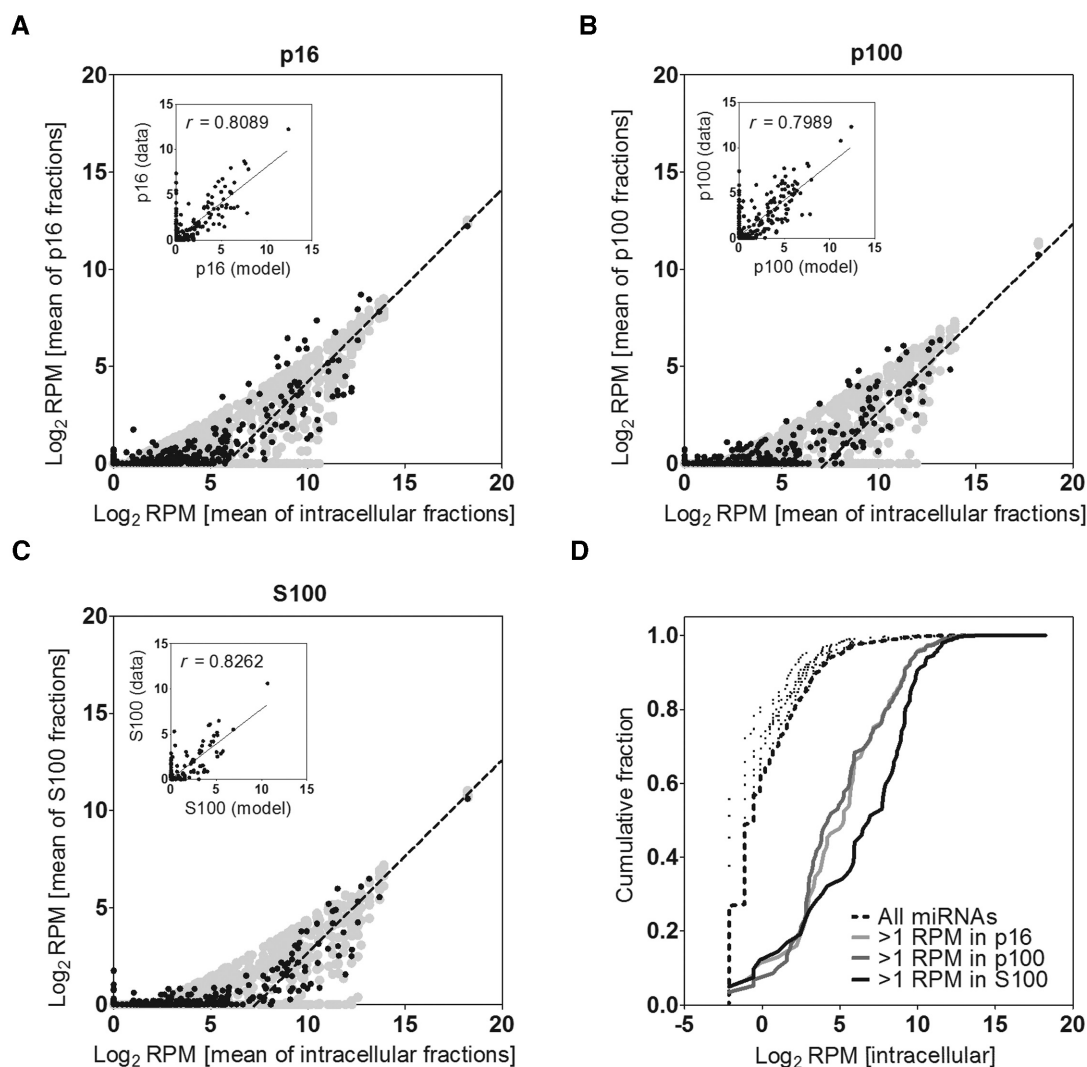 A
p16
20
15
10
5
0
0 5 10 15 20
Log2 RPM [mean of p16 fractions]
Log2 RPM [mean of intracellular fractions]
r = 0.8089
15
10
5
0
0 5 10 15
p16 (data)
p16 (model)
B
p100
20
15
10
5
0
0 5 10 15 20
Log2 RPM [mean of p100 fractions]
Log2 RPM [mean of intracellular fractions]
r = 0.7989
15
10
5
0
0 5 10 15
p100 (data)
p100 (model)
C
S100
20
15
10
5
0
0 5 10 15 20
Log2 RPM [mean of S100 fractions]
Log2 RPM [mean of intracellular fractions]
r = 0.8262
15
10
5
0
0 5 10 15
S100 (data)
S100 (model)
D
1.0
0.8
0.6
0.4
0.2
0.0
-5 0 5 10 15 20
Cumulative fraction
Log2 RPM [intracellular]
All miRNAs
>1 RPM in p16
>1 RPM in p100
>1 RPM in S100